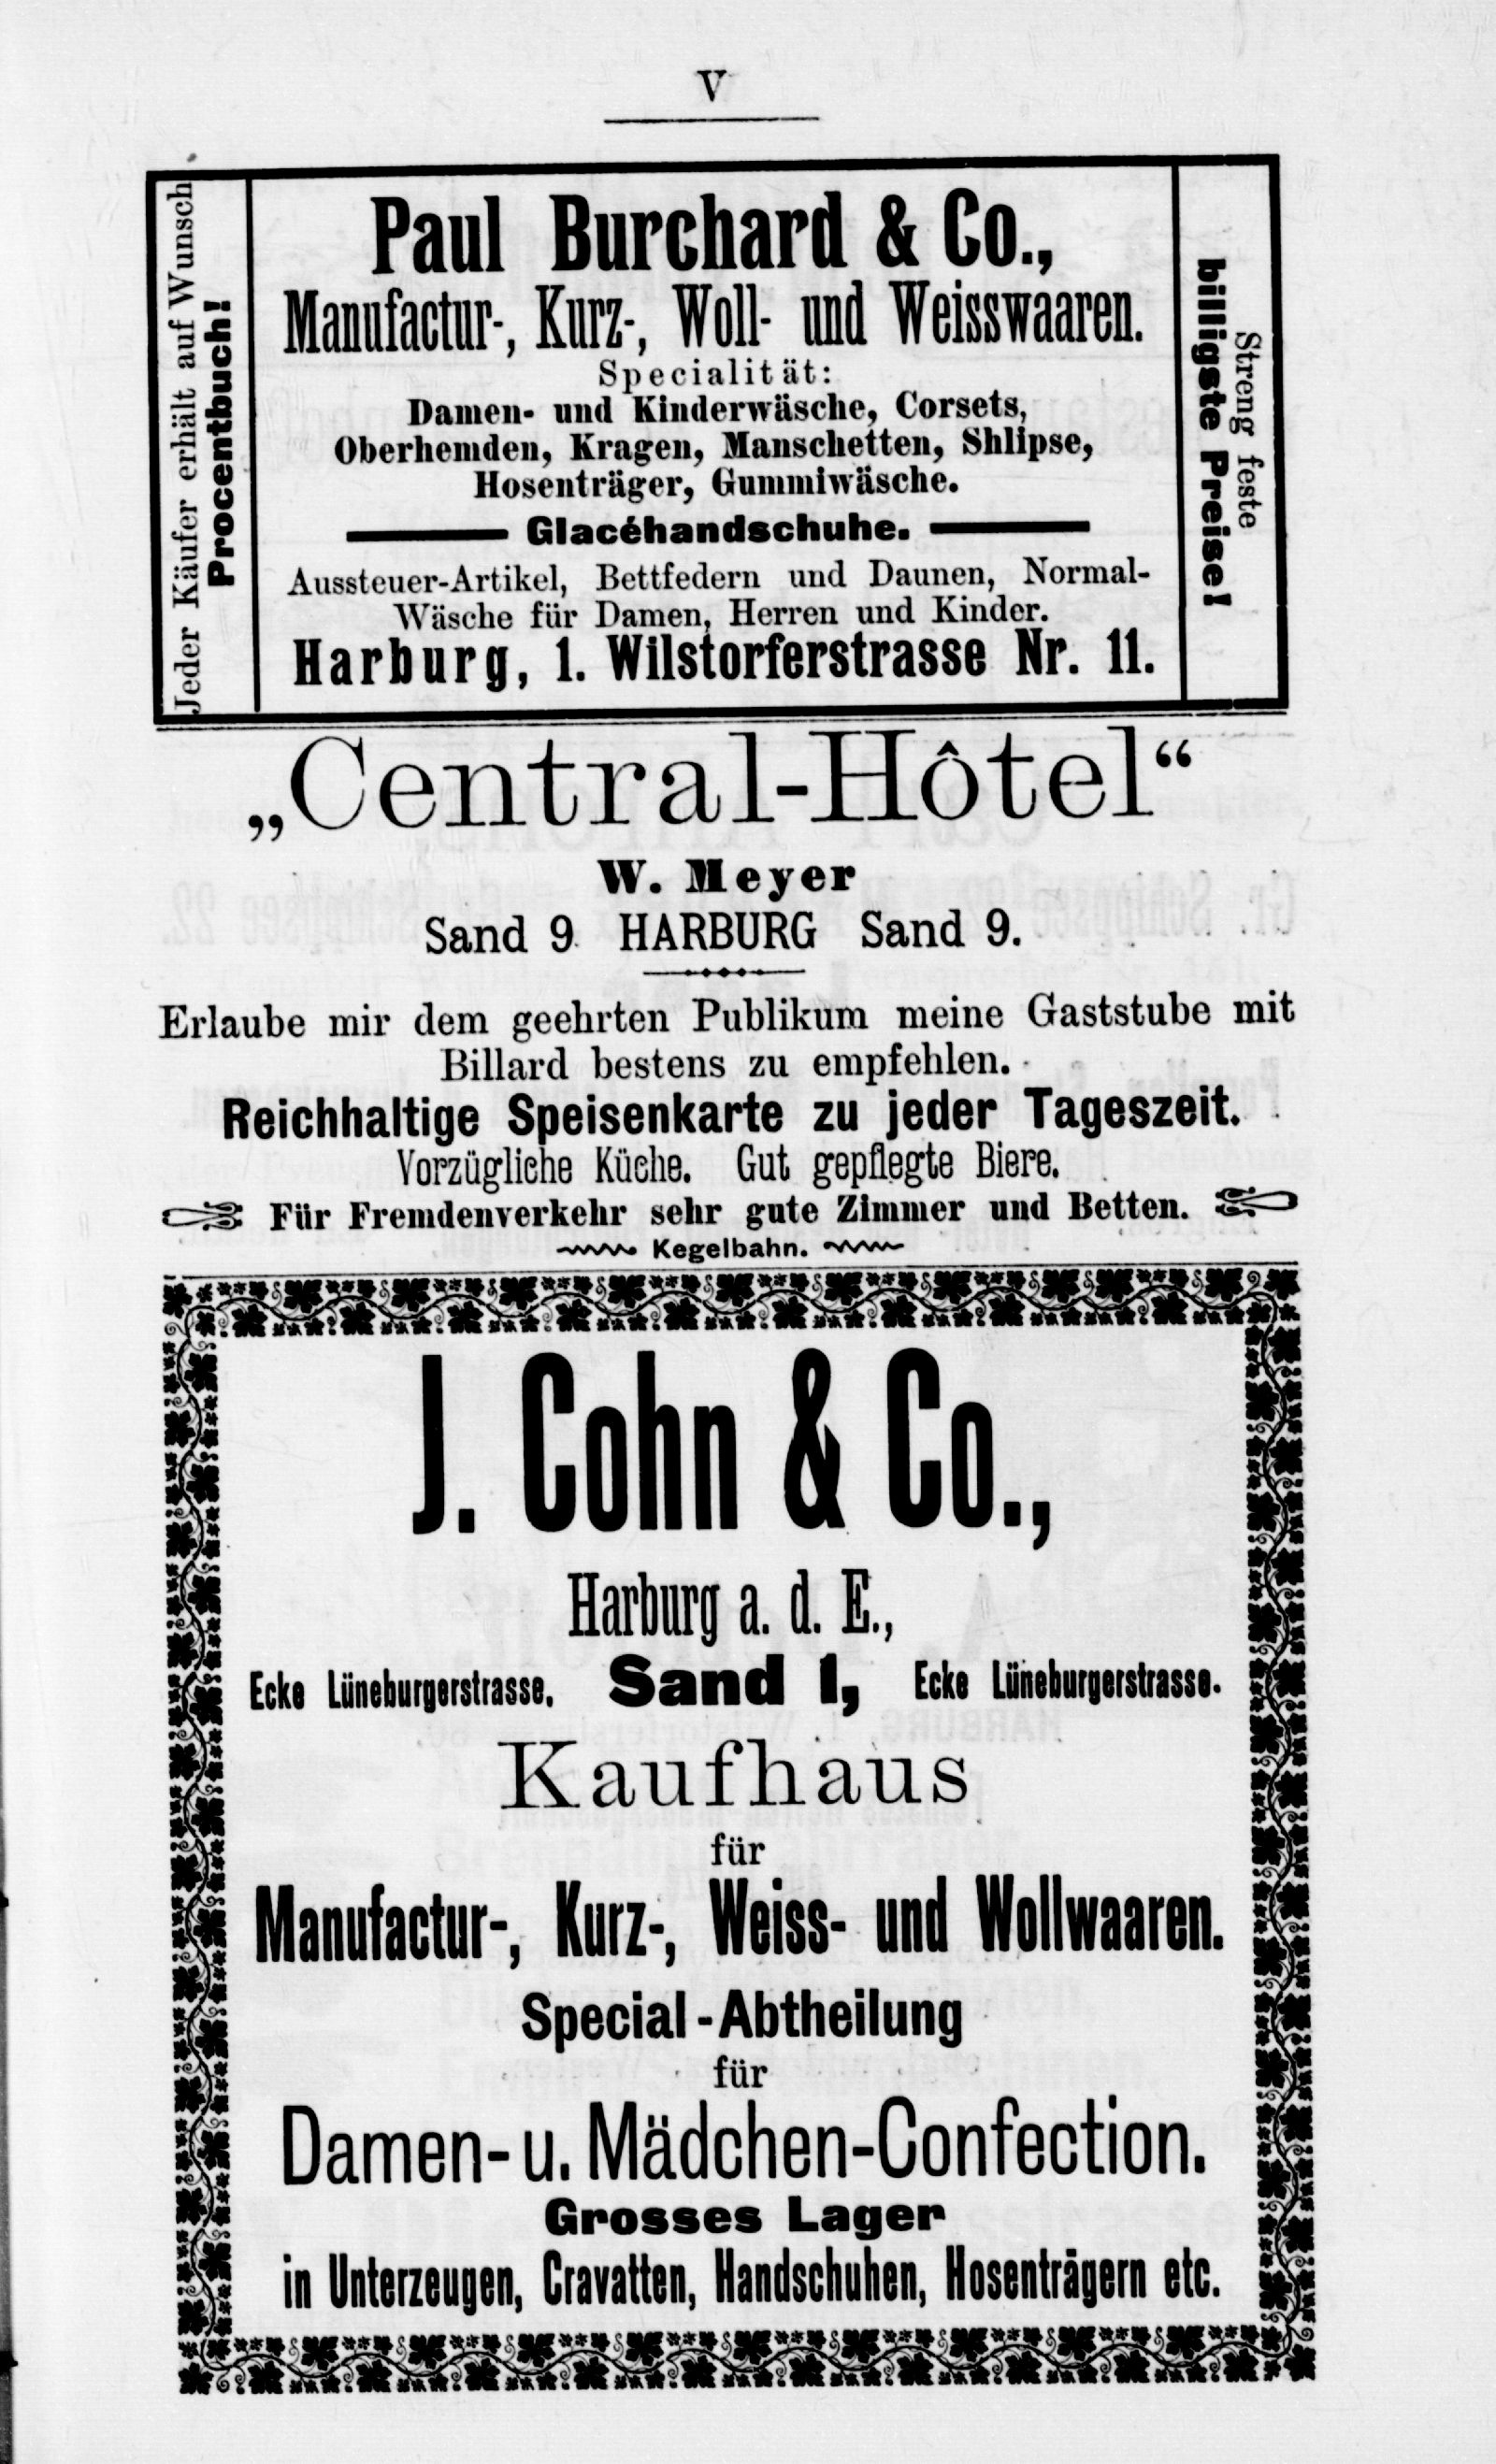 V
Jeder Käufer erhält auf Wunsch
Procentbuch!
Paul Burchard & Co.,
Manufactur-, Kurz-, Woll- und Weisswaaren.
Specialität:
Damen- und Kinderwäsche, Corsets,
Oberhemden, Kragen, Manschetten, Shlipse,
Hosenträger, Gummiwäsche.
Glacéhandschuhe.
Aussteuer-Artikel, Bettfedern und Daunen, Normal-
Wäsche für Damen, Herren und Kinder.
Harburg, 1. Wilstorferstrasse Nr. 11.
Streng feste
billigste Preise!
„Central-Hôtel“
W. Meyer
Sand 9. HARBURG Sand 9.
Erlaube mir dem geehrten Publikum meine Gaststube mit
Billard bestens zu empfehlen.
Reichhaltige Speisenkarte zu jeder Tageszeit.
Vorzügliche Küche. Gut gepflegte Biere.
Für Fremdenverkehr sehr gute Zimmer und Betten.
Kegelbahn.
J. Cohn & Co.,
Harburg a. d. E.,
Ecke Lüneburgerstrasse. Sand 1, Ecke Lüneburgerstrasse.
Kaufhaus
für
Manufactur-, Kurz-, Weiss- und Wollwaaren.
Special-Abtheilung
für
Damen- u. Mädchen-Confection.
Grosses Lager
in Unterzeugen, Cravatten, Handschuhen, Hosenträgern etc.